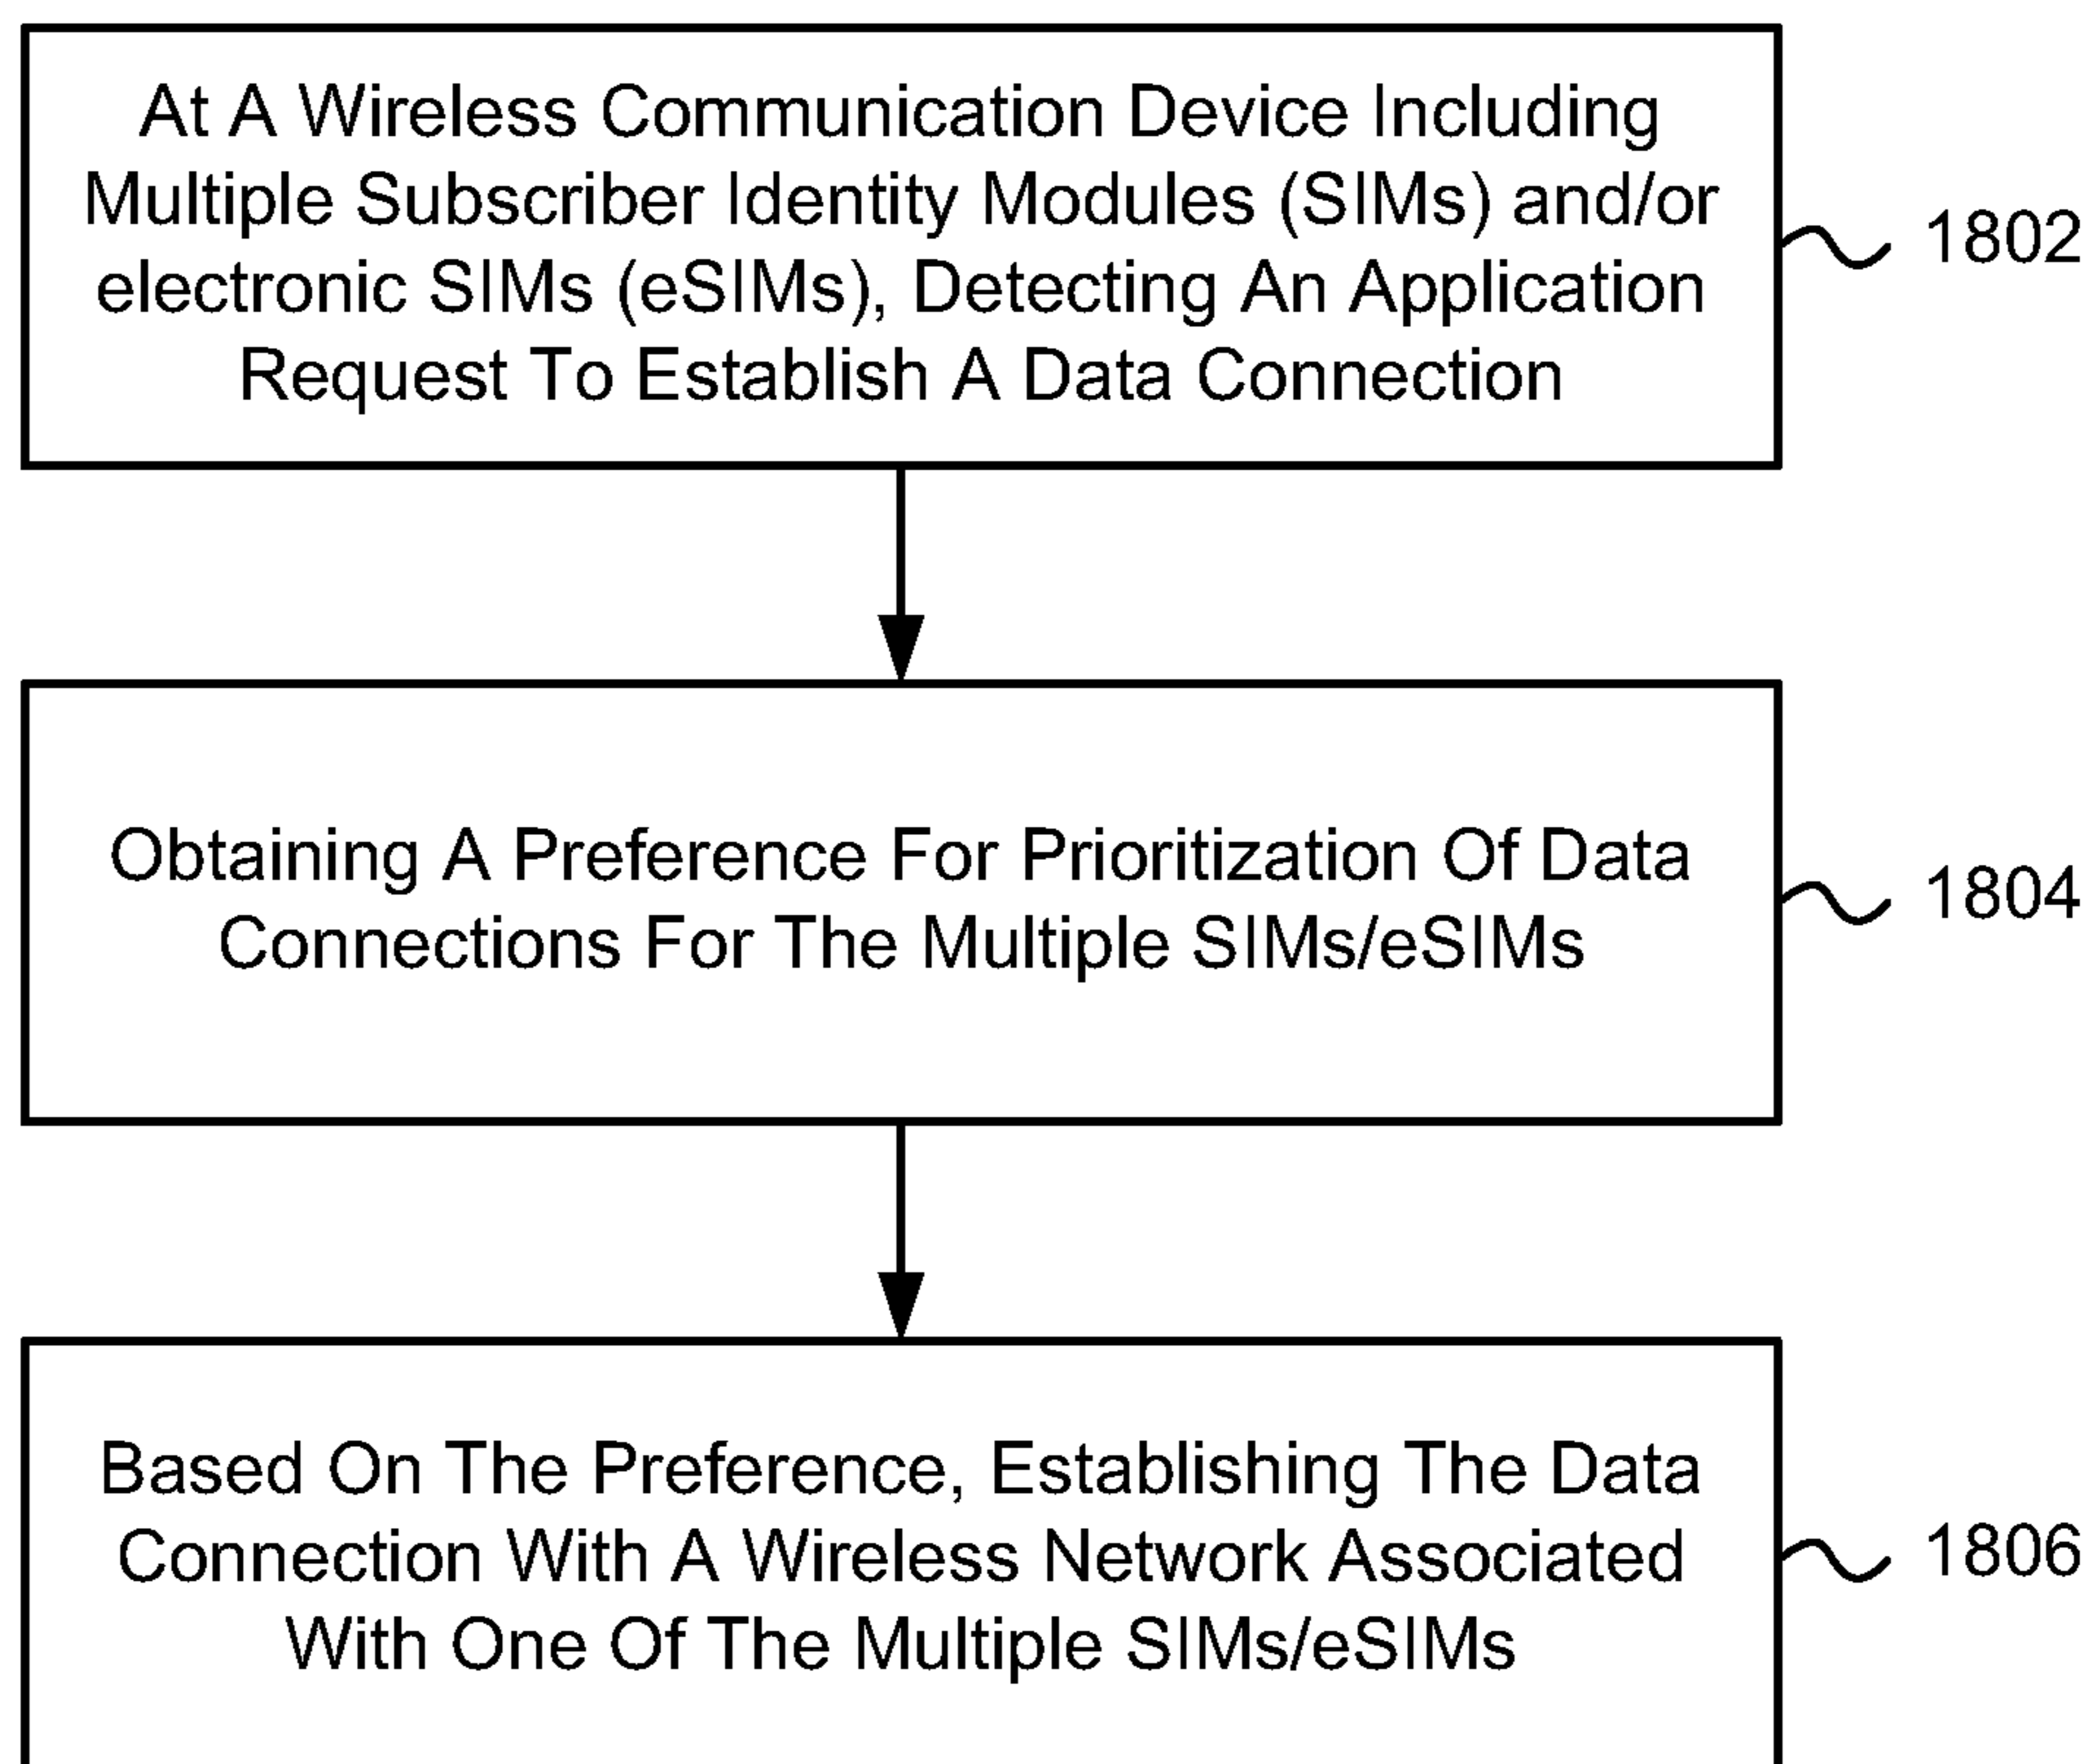 At A Wireless Communication Device Including
Multiple Subscriber Identity Modules (SIMs) and/or
electronic SIMs (eSIMs), Detecting An Application
Request To Establish A Data Connection
1802
Obtaining A Preference For Prioritization Of Data
Connections For The Multiple SIMs/eSIMs
1804
Based On The Preference, Establishing The Data
Connection With A Wireless Network Associated
With One Of The Multiple SIMs/eSIMs
1806